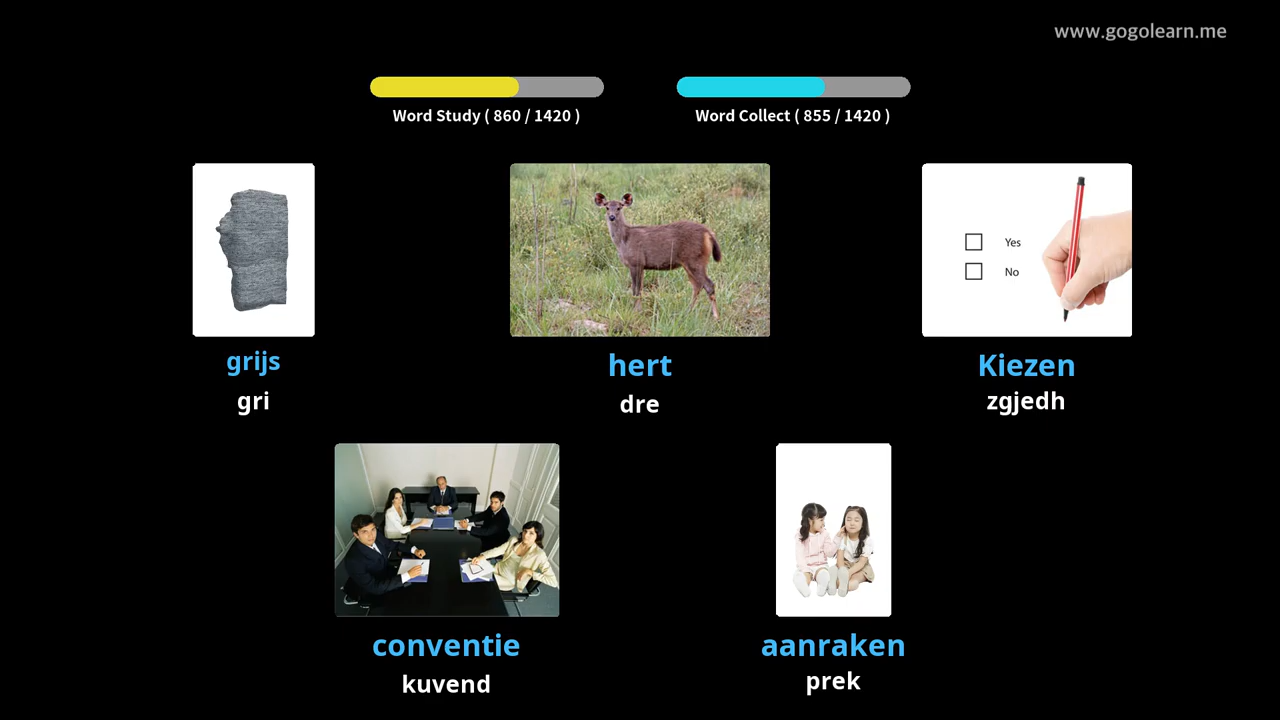 www.gogolearn.me
Word Study ( 860 / 1420 )
Word Collect ( 855 / 1420 )
Yes
No
grijs
gri
hert
dre
Kiezen
zgjedh
conventie
kuvend
aanraken
prek